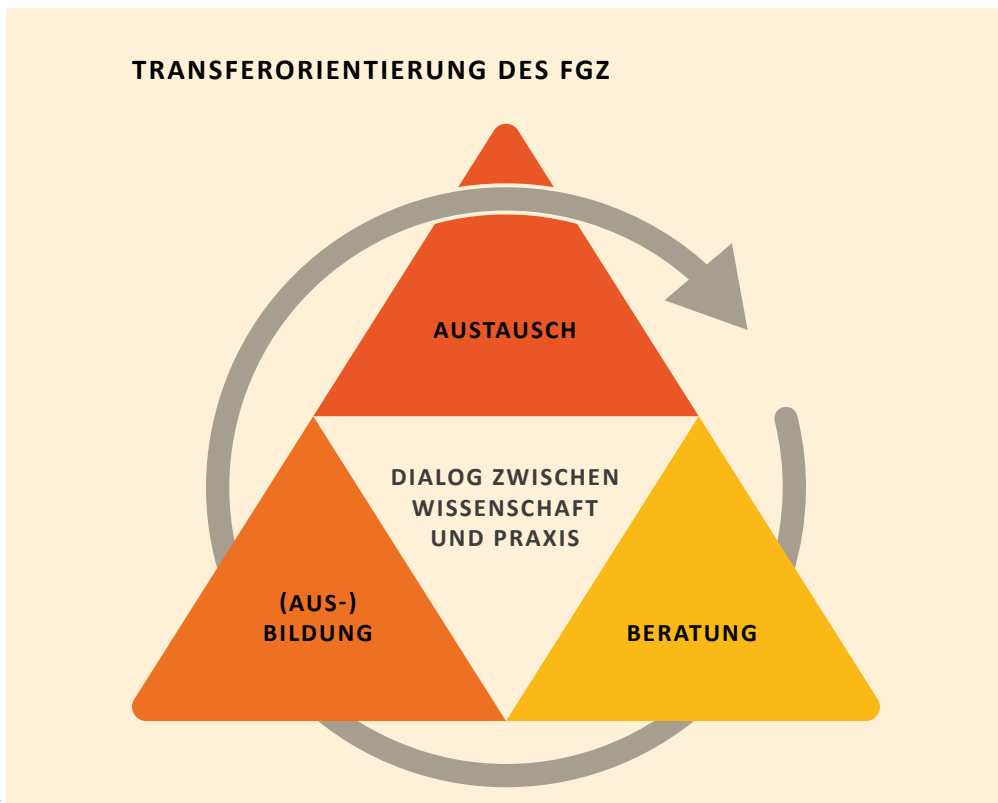 TRANSFERORIENTIERUNG DES FGZ
AUSTAUSCH
DIALOG ZWISCHEN
WISSENSCHAFT
UND PRAXIS
(AUS-)
BILDUNG
BERATUNG